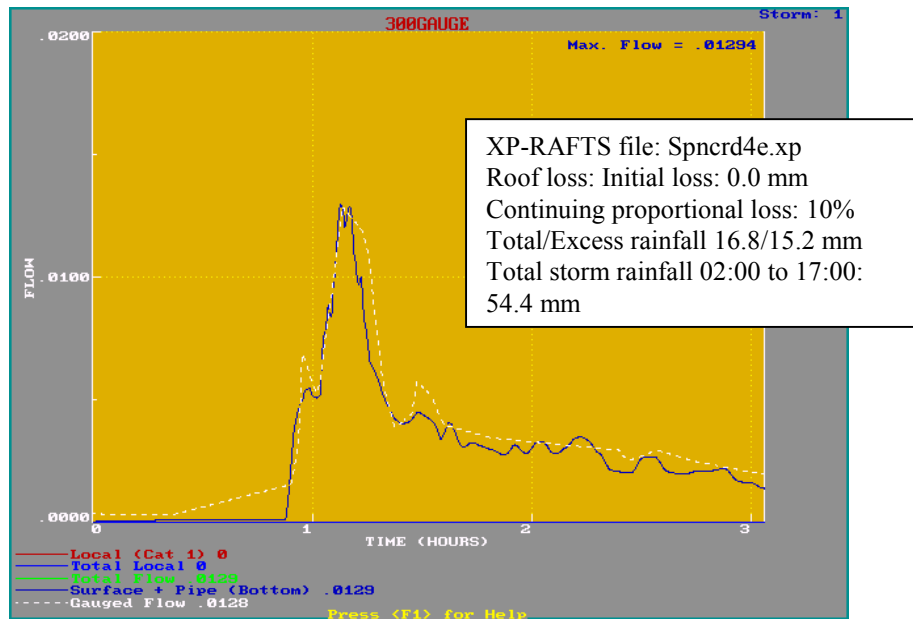 300GAUGE
Storm: 1
.0200
Max. Flow = .01294
XP-RAFTS file: Spncrd4e.xp
Roof loss: Initial loss: 0.0 mm
Continuing proportional loss: 10%
Total/Excess rainfall 16.8/15.2 mm
Total storm rainfall 02:00 to 17:00:
54.4 mm
FLOW
.0100
.0000
0 1 2 3
TIME (HOURS)
Local (Cat 1) 0
Total Local 0
Total Flow .0129
Surface + Pipe (Bottom) .0129
Gauged Flow .0128
Press <F1> for Help